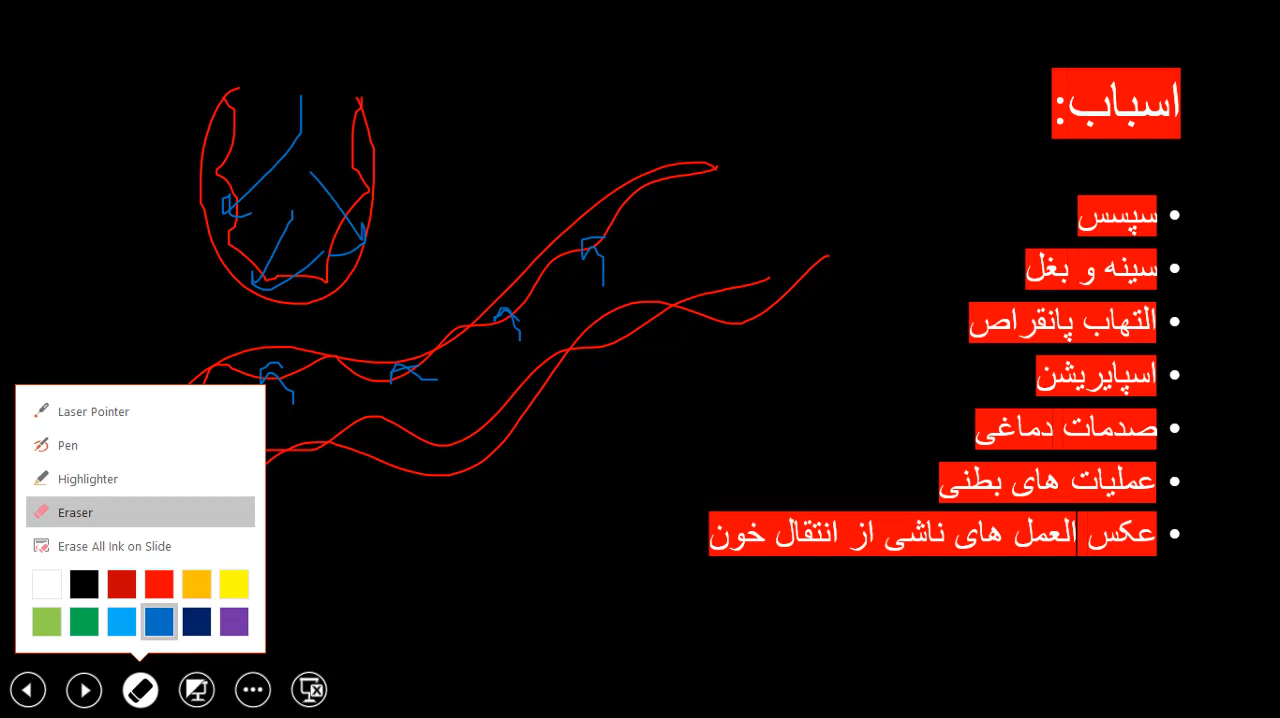 اسباب:
سپسس
سینه و بغل
التهاب پانقراص
اسپایریشن
صدمات دماغی
عملیات های بطنی
عکس العمل های ناشی از انتقال خون
Laser Pointer
Pen
Highlighter
Eraser
Erase All Ink on Slide